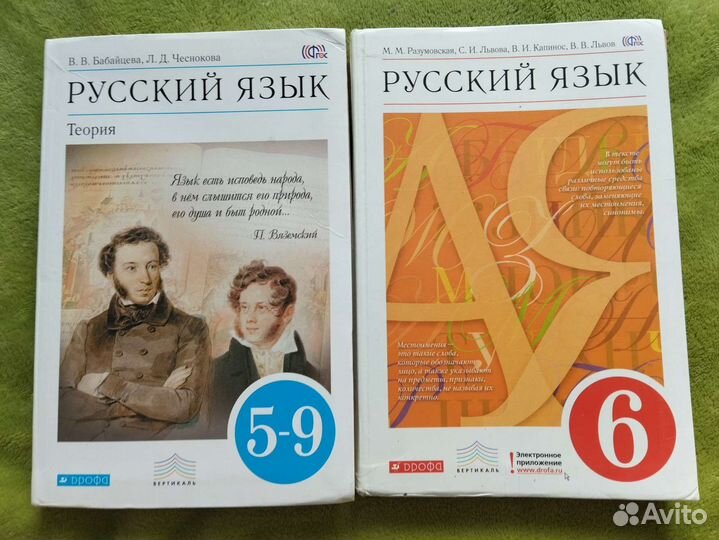 В. В. Бабайцева, Л. Д. Чеснокова
ФГОС
РУССКИЙ ЯЗЫК
Теория
Язык есть исповедь народа,
в нём слышится его природа,
его душа и быт родной...
П. Вяземский
5-9
ДРОФА
ВЕРТИКАЛЬ
М. М. Разумовская, С. И. Львова, В. И. Капинос, В. В. Львов
ФГОС
РУССКИЙ ЯЗЫК
В тексте
могут быть
использованы
различные средства
связи: повторяющиеся
слова, заменяющие
их местоимения,
синонимы.
Местоимения –
это такие слова,
которые обозначают
лицо, а также указывают
на предметы, признаки,
количества, не называя их
конкретно.
6
ДРОФА
ВЕРТИКАЛЬ
! Электронное
приложение
www.drofa.ru
Avito